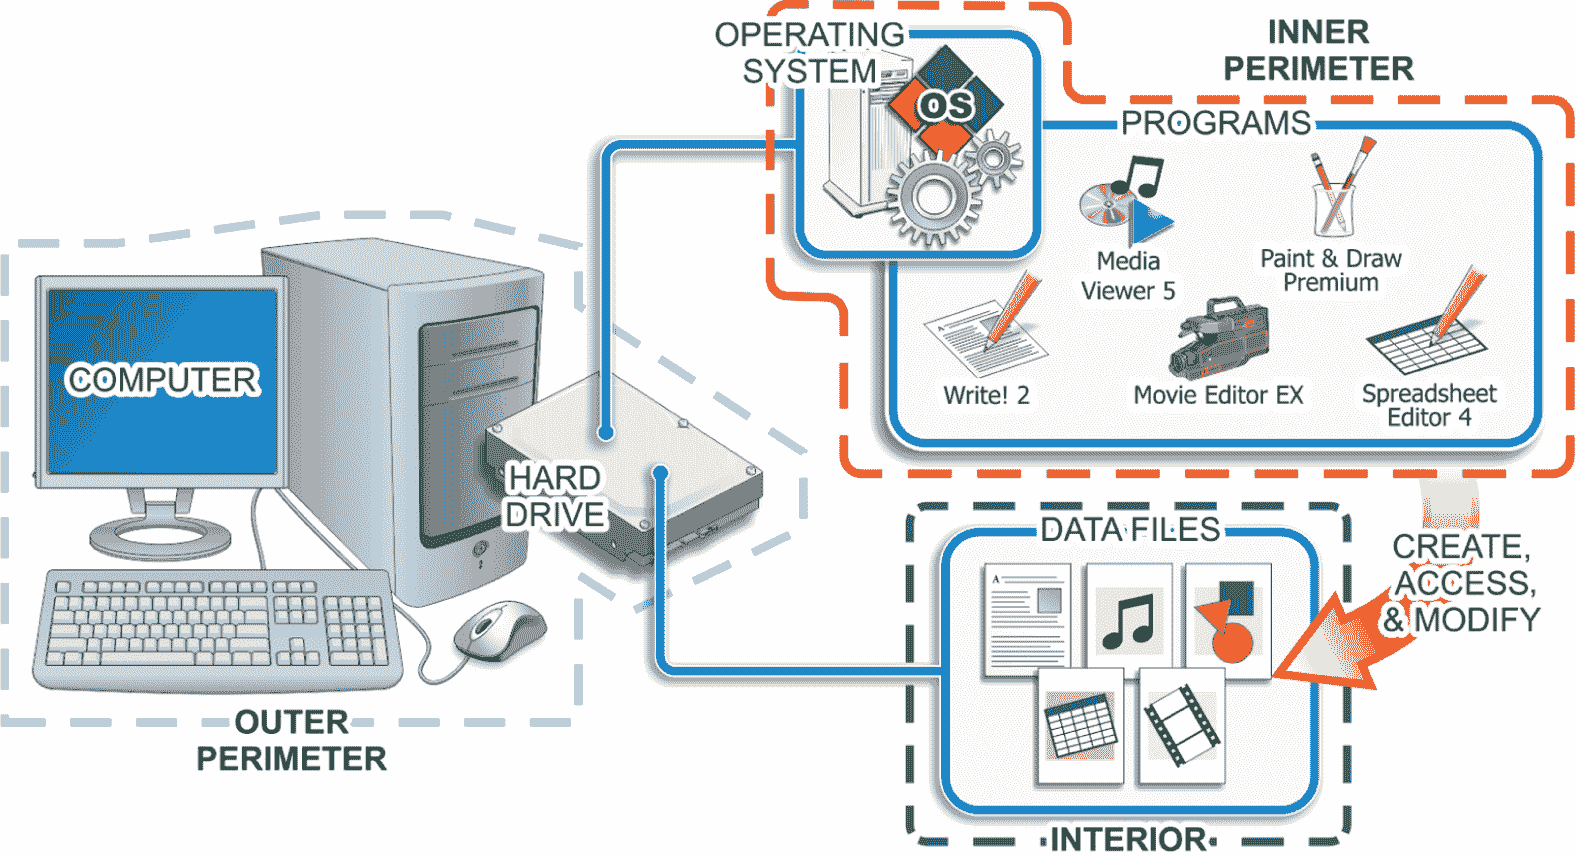 OPERATING
SYSTEM
OS
INNER
PERIMETER
PROGRAMS
Media
Viewer 5
Paint & Draw
Premium
Write! 2
Movie Editor EX
Spreadsheet
Editor 4
COMPUTER
HARD
DRIVE
OUTER
PERIMETER
DATA FILES
A
CREATE,
ACCESS,
& MODIFY
INTERIOR